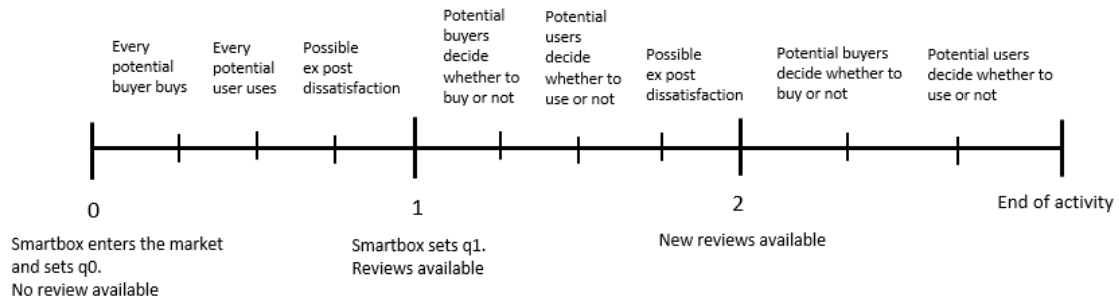 Every
potential
buyer buys
Every
potential
user uses
Possible
ex post
dissatisfaction
Potential
buyers
decide
whether to
buy or not
Potential
users
decide
whether to
use or not
Possible
ex post
dissatisfaction
Potential buyers
decide whether to
buy or not
Potential users
decide whether to
use or not
0
1
2
End of activity
Smartbox enters the market
and sets q0.
No review available
Smartbox sets q1.
Reviews available
New reviews available